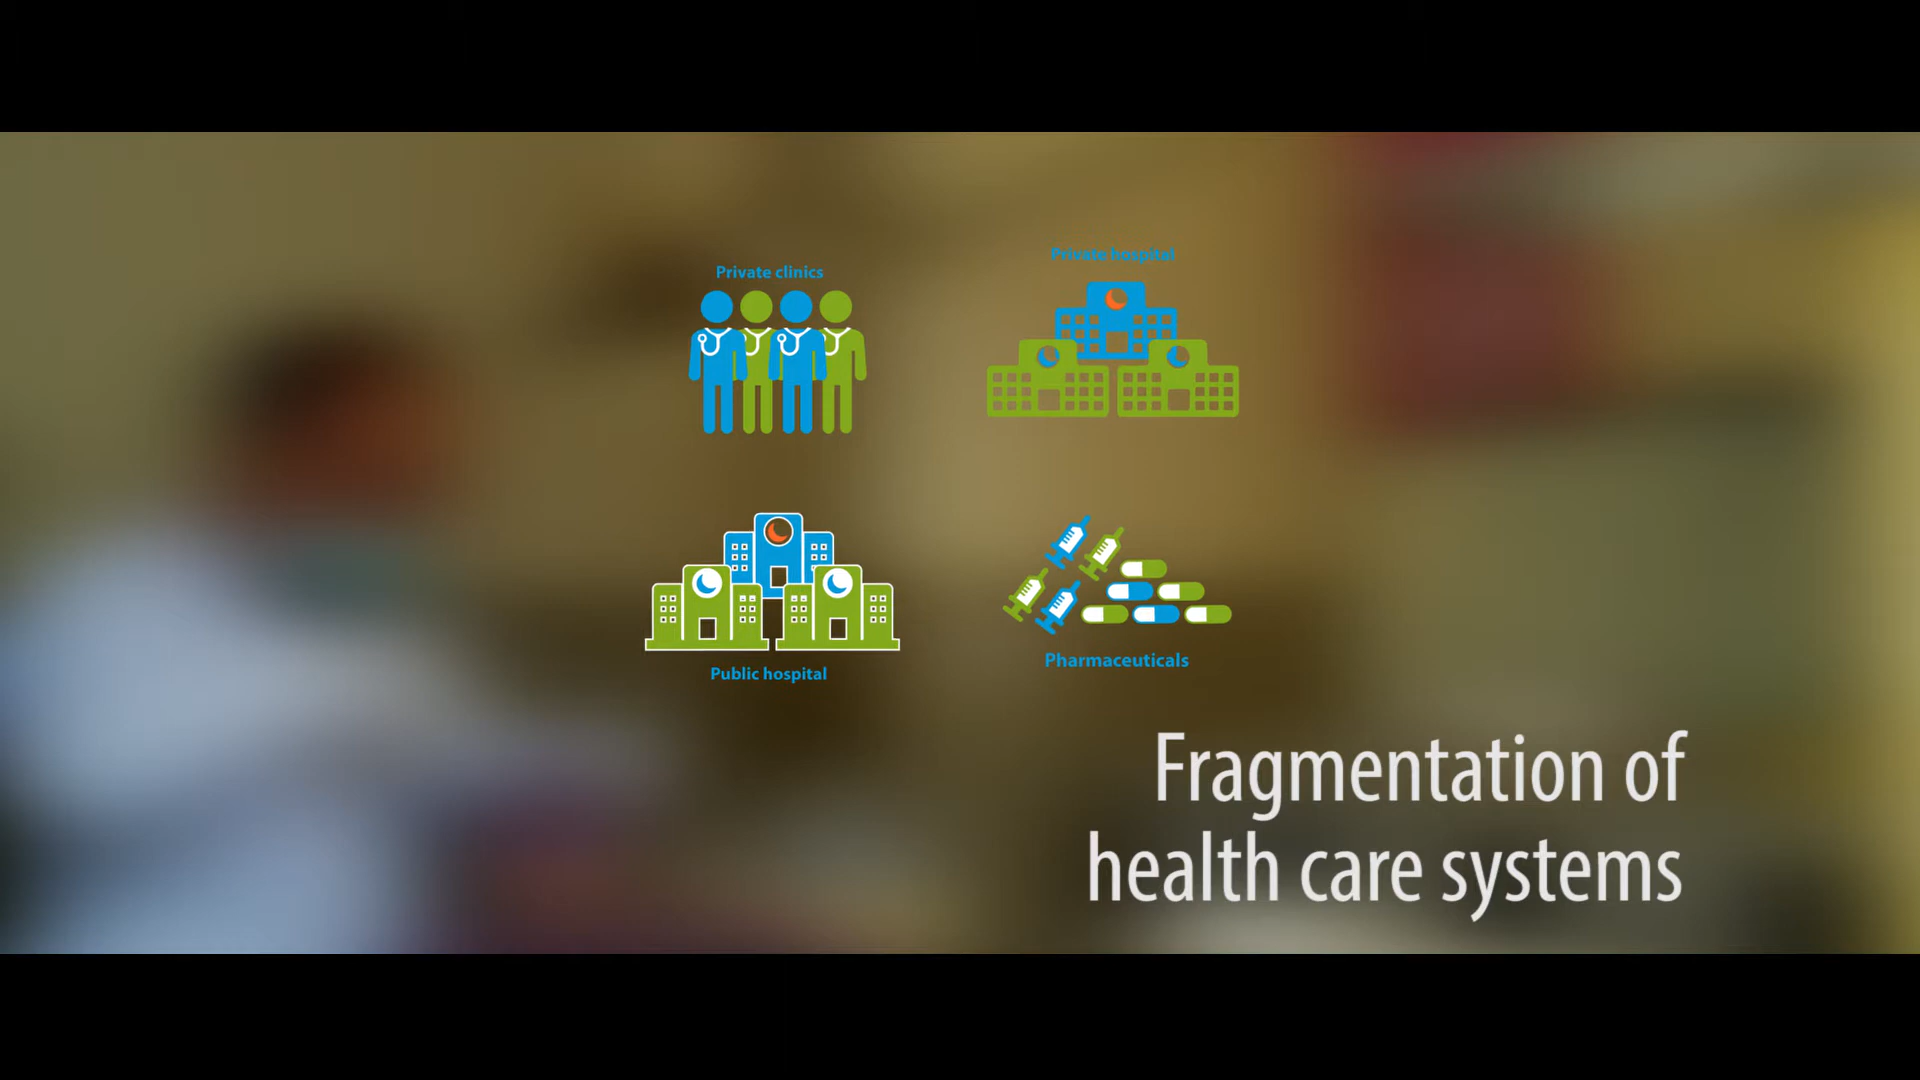 Private clinics
Private hospital
Public hospital
Pharmaceuticals
Fragmentation of
health care systems